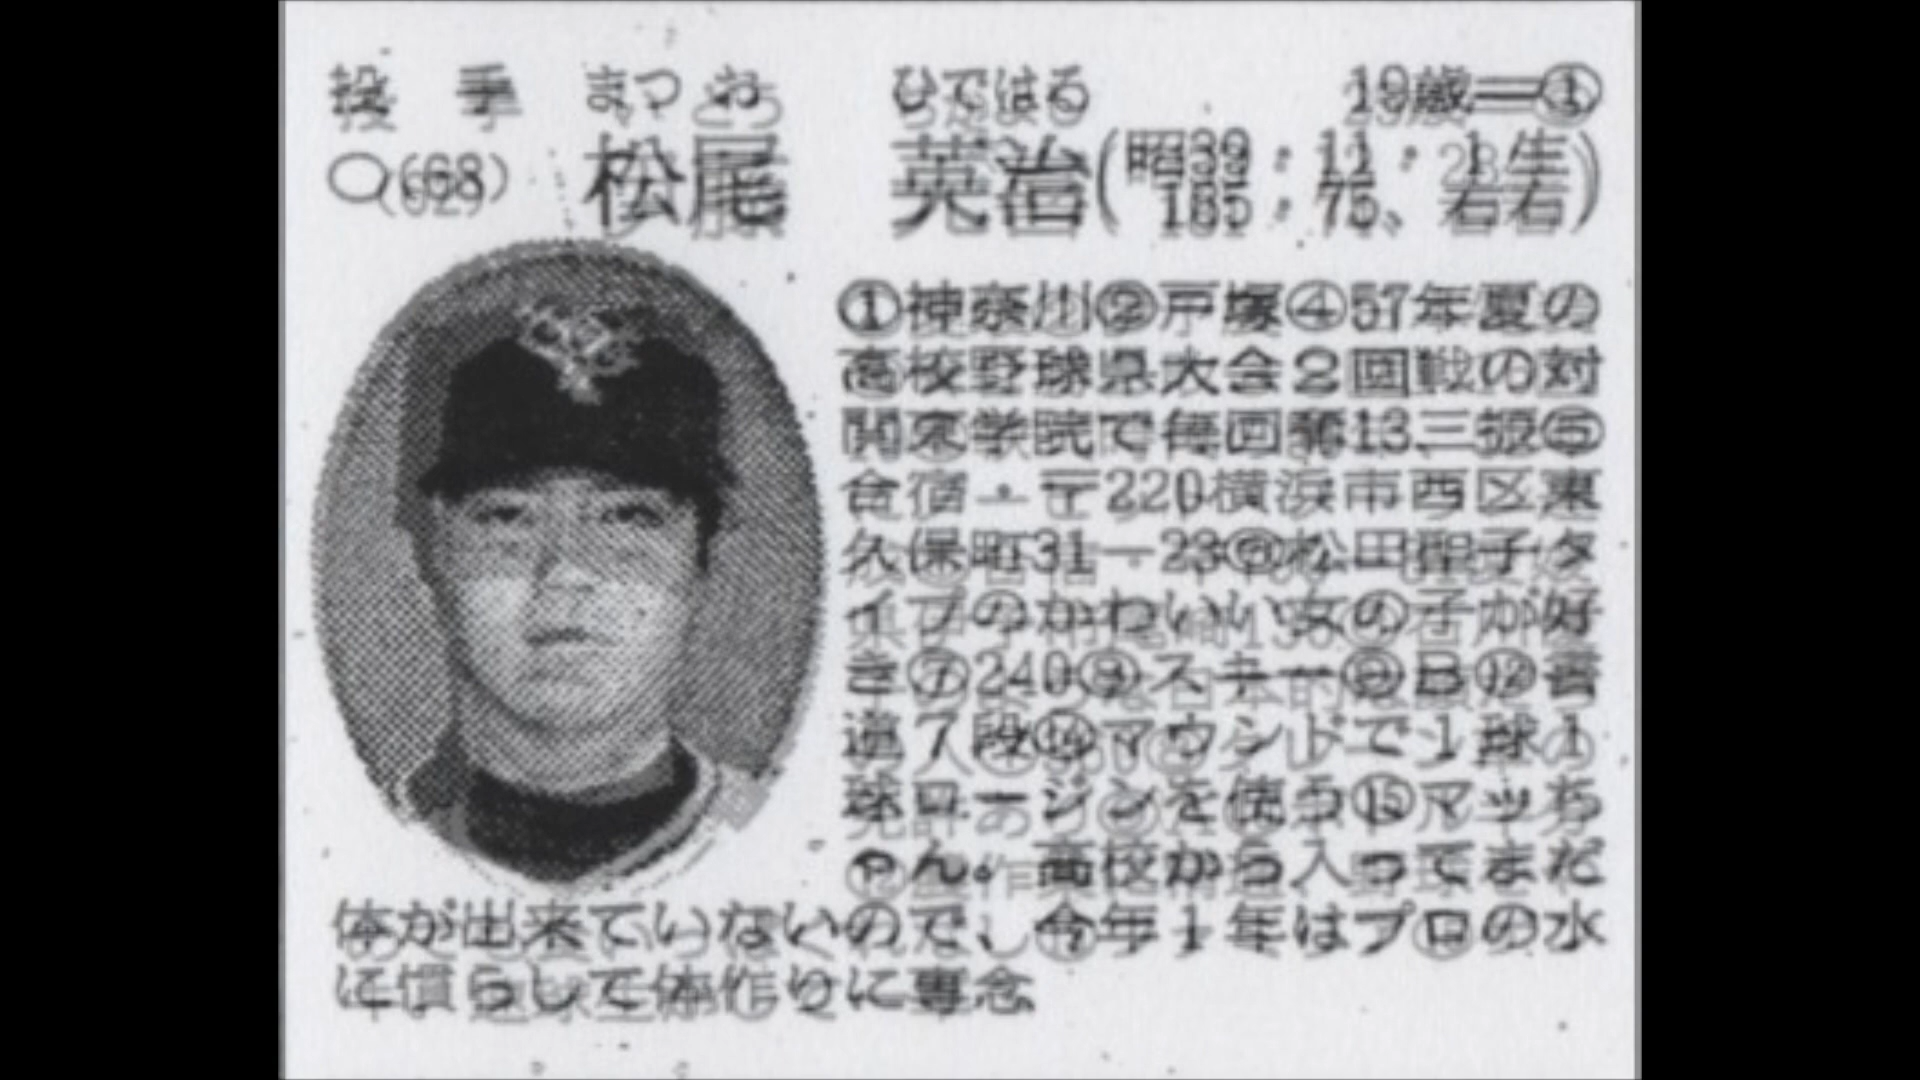 投手 まつお ひではる 19歳＝①
○(68) 松尾 英治(昭39・11・1生
185・75、右右)
①神奈川②戸塚④57年夏の
高校野球県大会2回戦の対
関東学院で毎回奪13三振⑤
合宿・〒220横浜市西区東
久保町31―23⑥松田聖子タ
イプのかわいい女の子が好
き⑦240⑧スキー⑨B⑫書
道7段⑭マウンドで1球1
球ロージンを使う⑮マッち
ゃん。高校から入ってまだ
体が出来ていないので、今年1年はプロの水
に慣らして体作りに専念